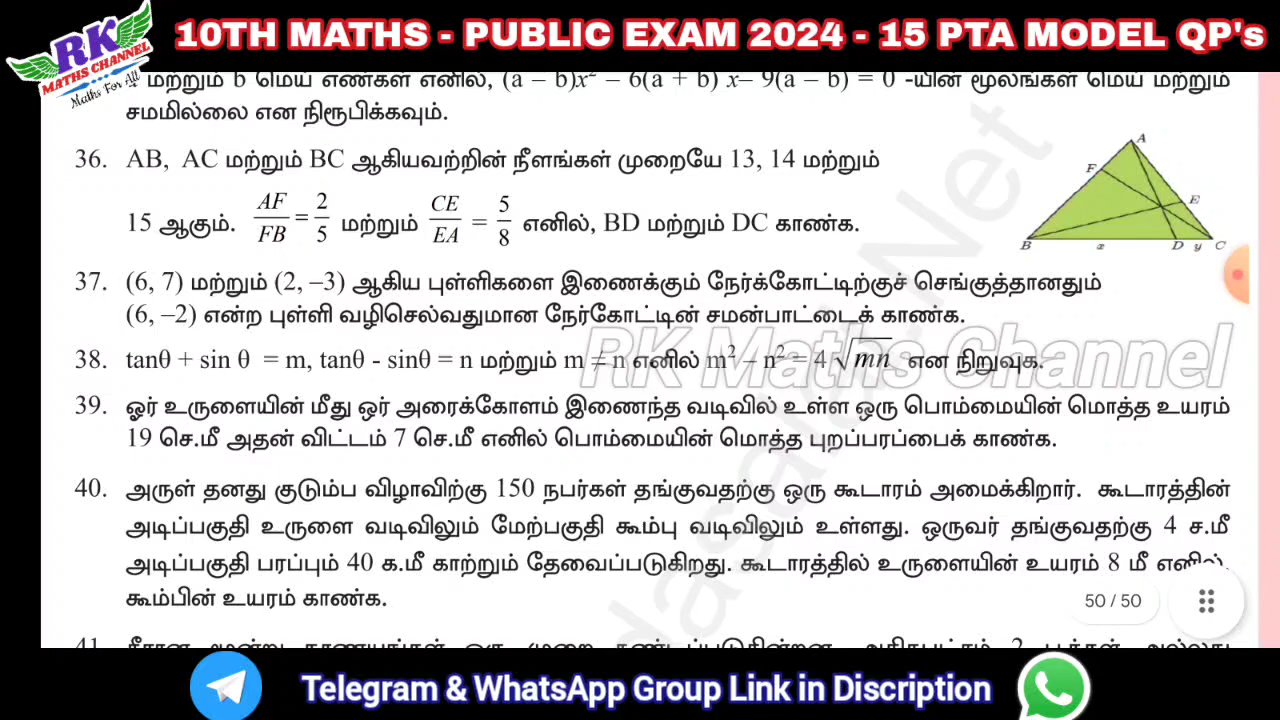 10TH MATHS - PUBLIC EXAM 2024 - 15 PTA MODEL QP's
RK
MATHS CHANNEL
Maths For All
மற்றும் b மெய் எண்கள் எனில், (a – b)x² – 6(a + b) x– 9(a – b) = 0 -யின் மூலங்கள் மெய் மற்றும்
சமமில்லை என நிரூபிக்கவும்.
36. AB, AC மற்றும் BC ஆகியவற்றின் நீளங்கள் முறையே 13, 14 மற்றும்
15 ஆகும். AF/FB = 2/5 மற்றும் CE/EA = 5/8 எனில், BD மற்றும் DC காண்க.
A
F
E
B x D y C
37. (6, 7) மற்றும் (2, –3) ஆகிய புள்ளிகளை இணைக்கும் நேர்க்கோட்டிற்குச் செங்குத்தானதும்
(6, –2) என்ற புள்ளி வழிசெல்வதுமான நேர்கோட்டின் சமன்பாட்டைக் காண்க.
38. tanθ + sin θ = m, tanθ - sinθ = n மற்றும் m ≠ n எனில் m² – n² = 4√mn என நிறுவுக.
RK Maths Channel
39. ஓர் உருளையின் மீது ஓர் அரைக்கோளம் இணைந்த வடிவில் உள்ள ஒரு பொம்மையின் மொத்த உயரம்
19 செ.மீ அதன் விட்டம் 7 செ.மீ எனில் பொம்மையின் மொத்த புறப்பரப்பைக் காண்க.
40. அருள் தனது குடும்ப விழாவிற்கு 150 நபர்கள் தங்குவதற்கு ஒரு கூடாரம் அமைக்கிறார். கூடாரத்தின்
அடிப்பகுதி உருளை வடிவிலும் மேற்பகுதி கூம்பு வடிவிலும் உள்ளது. ஒருவர் தங்குவதற்கு 4 ச.மீ
அடிப்பகுதி பரப்பும் 40 க.மீ காற்றும் தேவைப்படுகிறது. கூடாரத்தில் உருளையின் உயரம் 8 மீ எனில்,
கூம்பின் உயரம் காண்க.
50 / 50
Telegram & WhatsApp Group Link in Discription